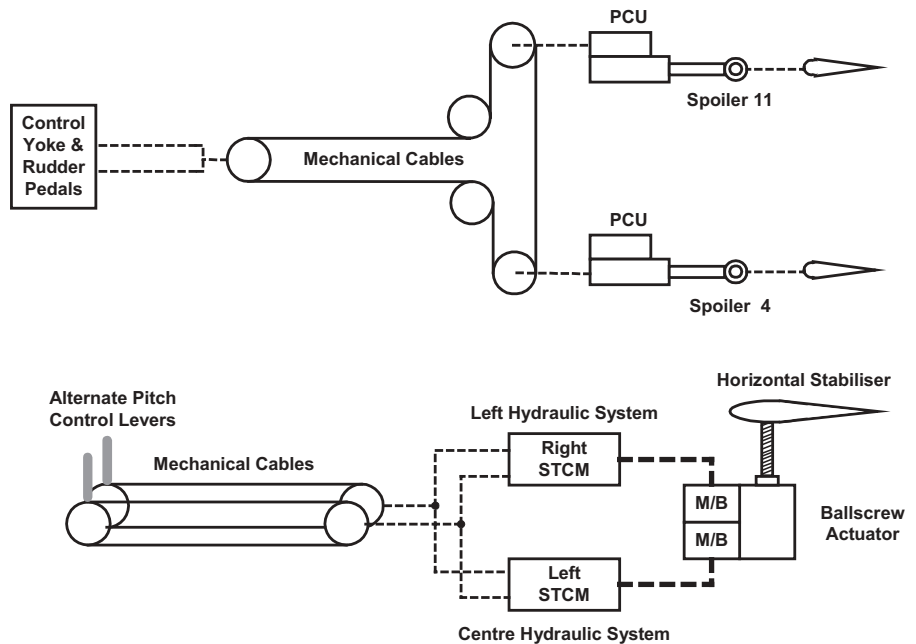 PCU
Spoiler 11
Control
Yoke &
Rudder
Pedals
Mechanical Cables
PCU
Spoiler 4
Horizontal Stabiliser
Alternate Pitch
Control Levers
Left Hydraulic System
Mechanical Cables
Right
STCM
M/B
M/B
Ballscrew
Actuator
Left
STCM
Centre Hydraulic System